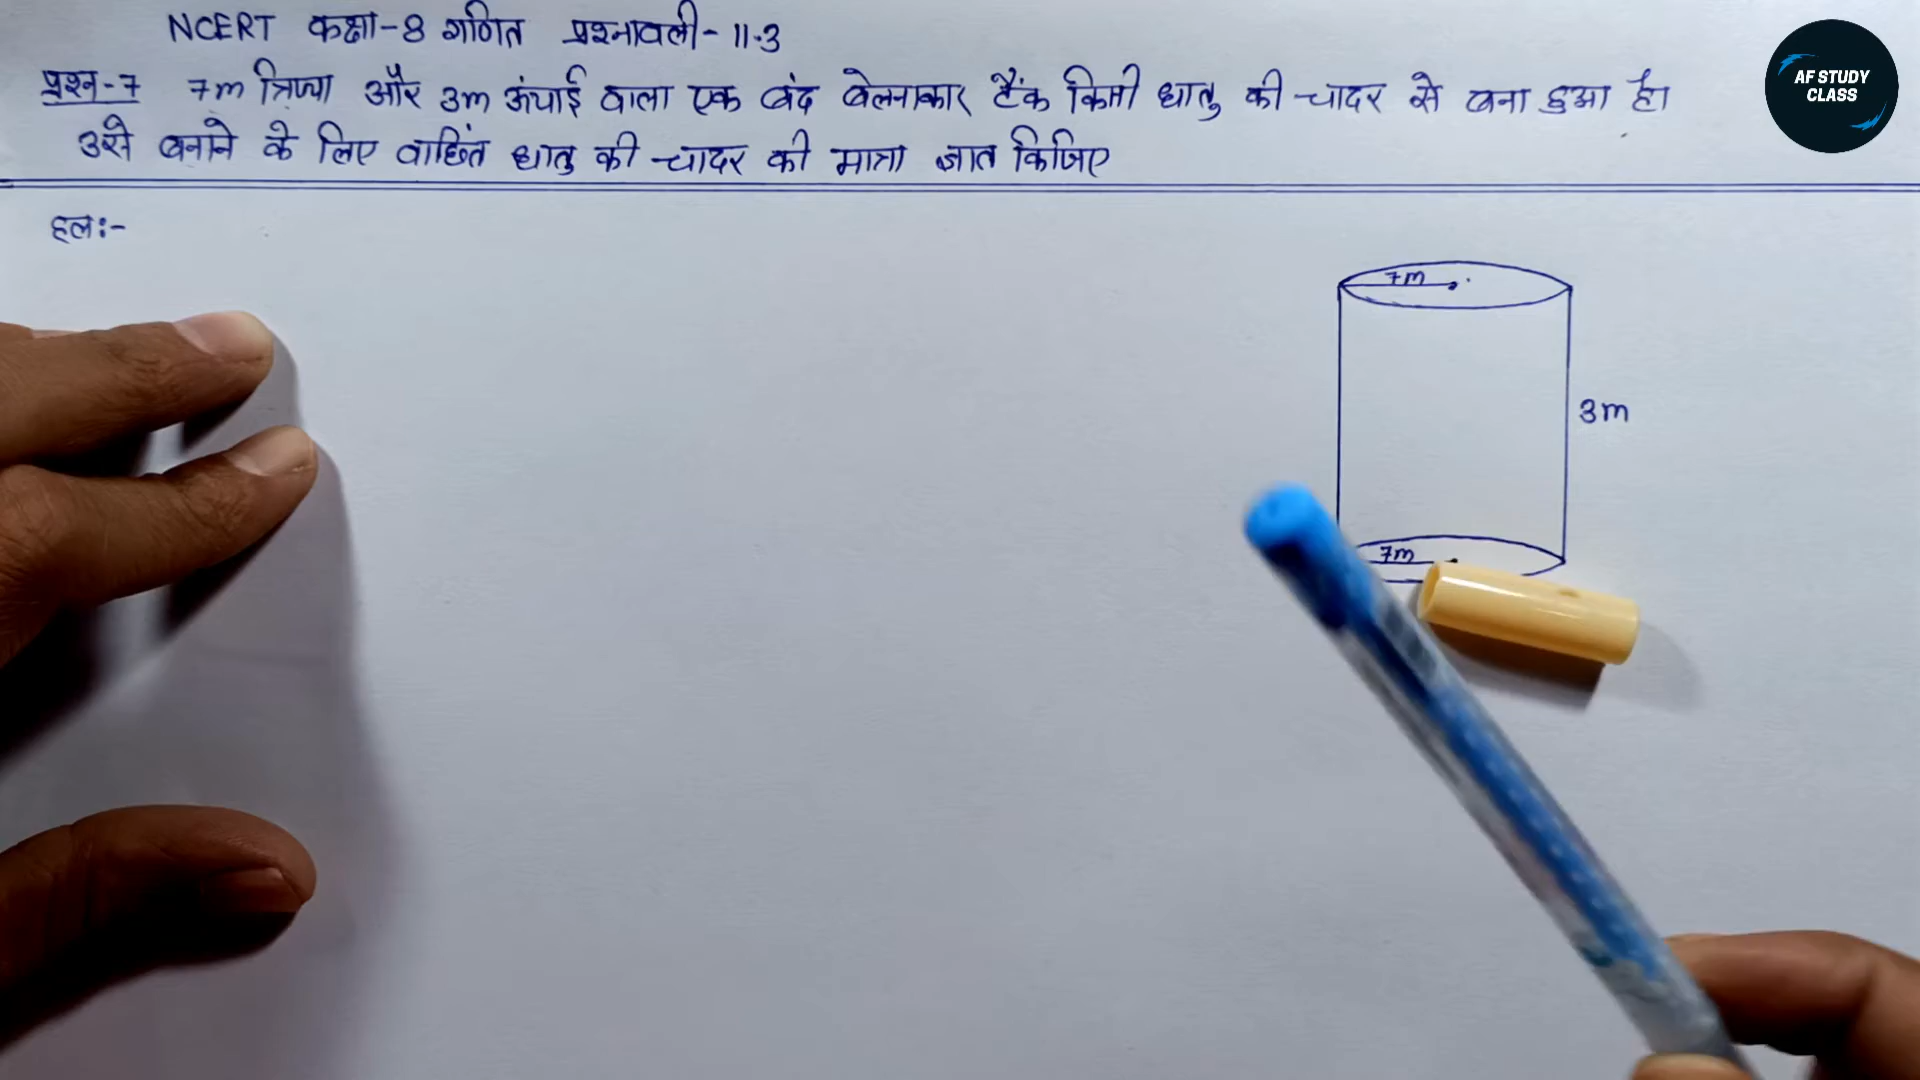 NCERT कक्षा-8 गणित प्रश्नावली-11.3
प्रश्न-7 7m त्रिज्या और 3m ऊंचाई वाला एक बंद बेलनाकार टैंक किसी धातु की चादर से बना हुआ है।
उसे बनाने के लिए वांछित धातु की चादर की मात्रा ज्ञात किजिए
हल:-
7m
3m
7m
AF STUDY
CLASS